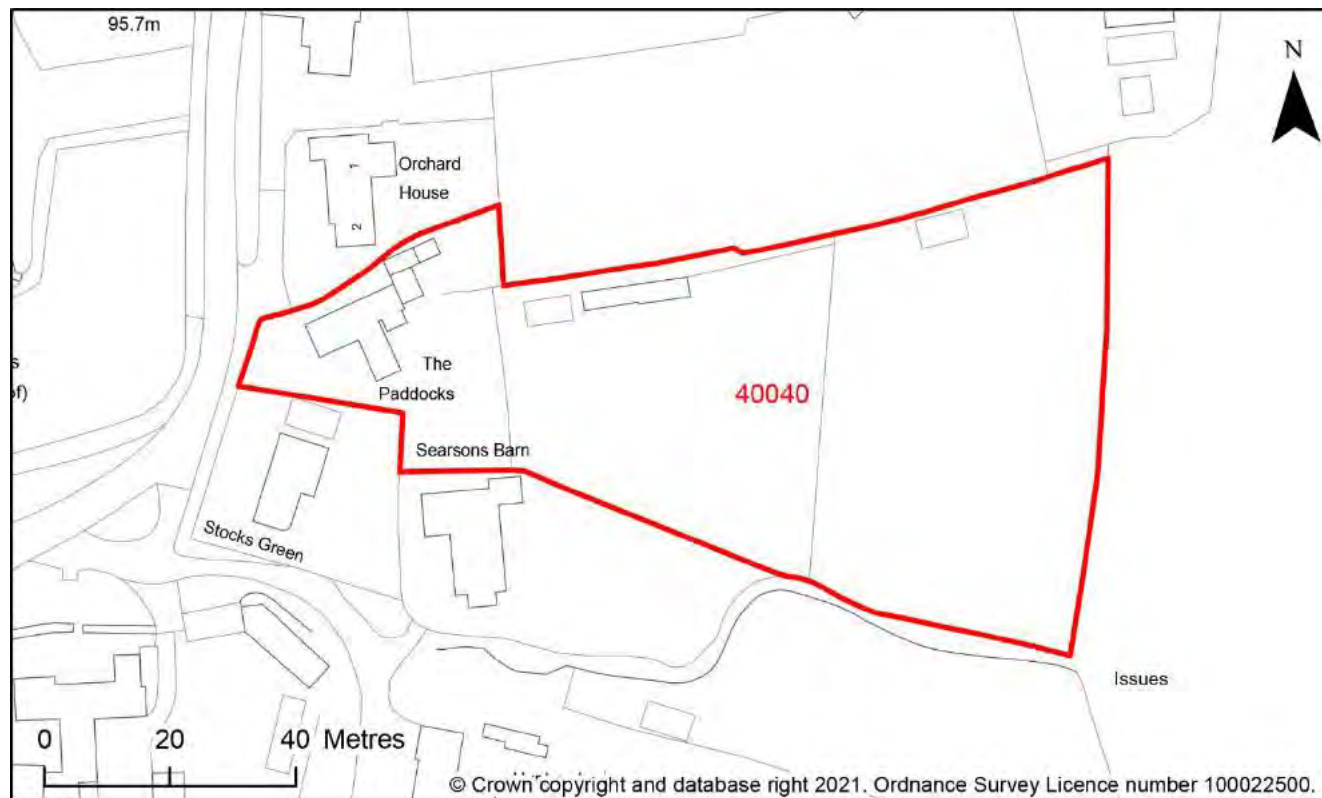 95.7m
N
1
Orchard
House
2
The
Paddocks
40040
Searsons Barn
Stocks Green
Issues
0 20 40 Metres
© Crown copyright and database right 2021. Ordnance Survey Licence number 100022500.